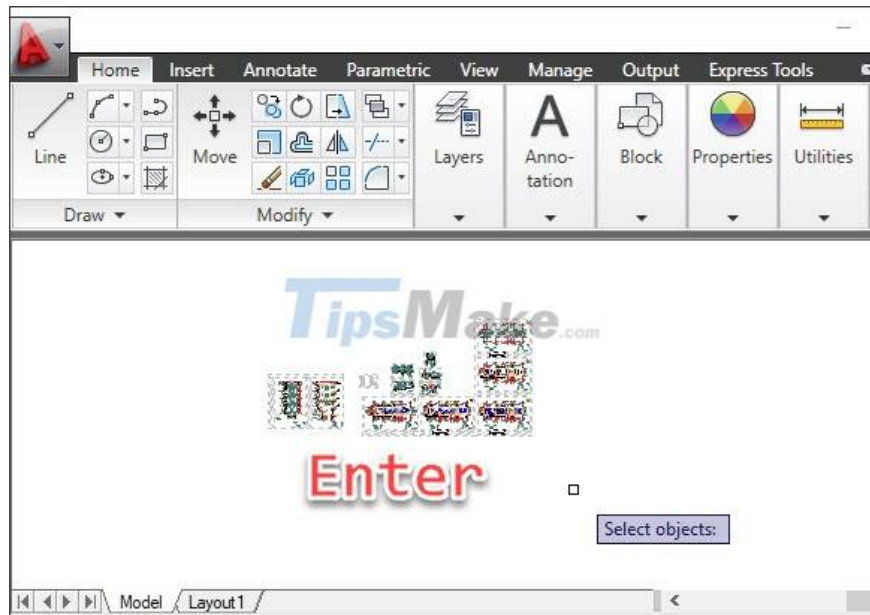 Home Insert Annotate Parametric View Manage Output Express Tools
Line Move Layers Anno-
tation Block Properties Utilities
Draw Modify
TipsMake.com
Enter
Select objects:
Model Layout1